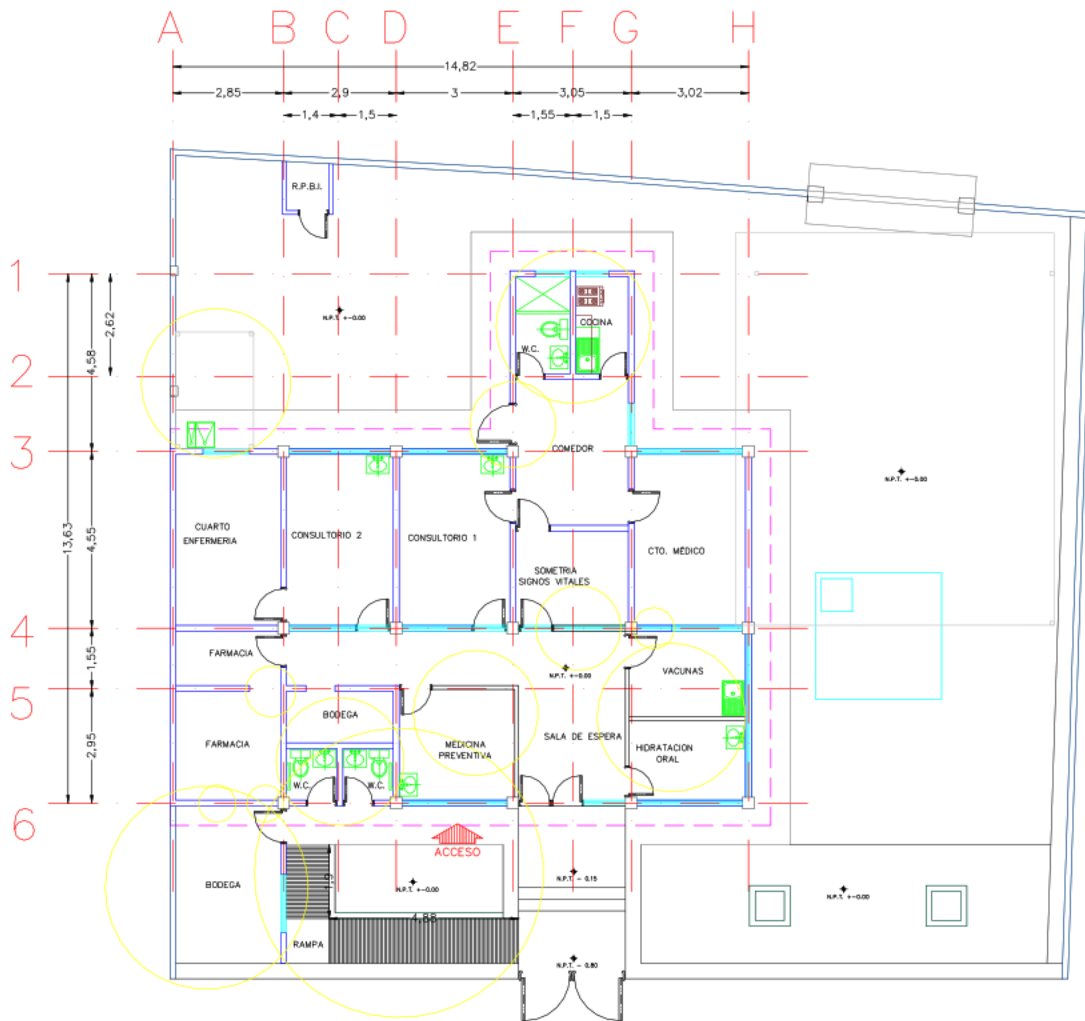 A B C D E F G H
14,82
2,85 2,9 3 3,05 3,02
1,4 1,5 1,55 1,5
R.P.B.I.
1
2,62
4,58
N.P.T. +-0.00
COCINA
W.C.
2
3
COMEDOR
N.P.T. +-0.00
13,63
4,55
CUARTO
ENFERMERIA
CONSULTORIO 2
CONSULTORIO 1
SOMETRIA
SIGNOS VITALES
CTO. MÉDICO
4
1,55
FARMACIA
N.P.T. +-0.00
VACUNAS
5
2,95
BODEGA
FARMACIA
MEDICINA
PREVENTIVA
SALA DE ESPERA
HIDRATACION
ORAL
W.C.
W.C.
6
ACCESO
BODEGA
1,9
N.P.T. +-0.00
N.P.T. - 0.15
N.P.T. +-0.00
4,88
RAMPA
N.P.T. - 0.80